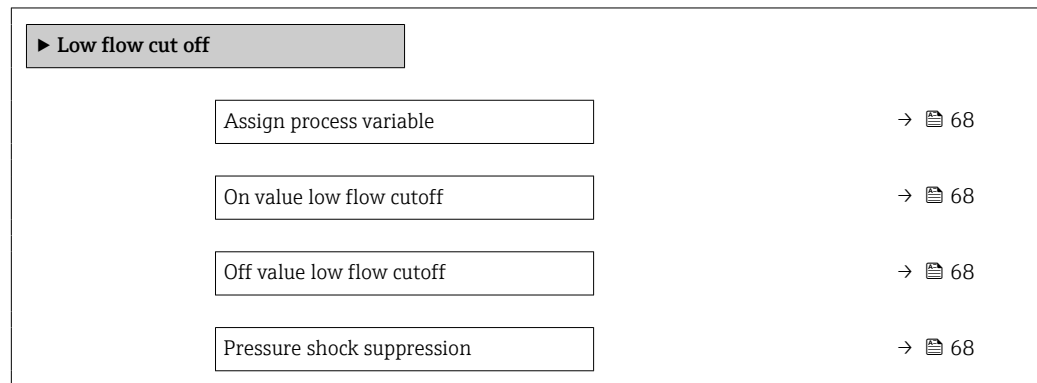 ▶ Low flow cut off
Assign process variable → 68
On value low flow cutoff → 68
Off value low flow cutoff → 68
Pressure shock suppression → 68